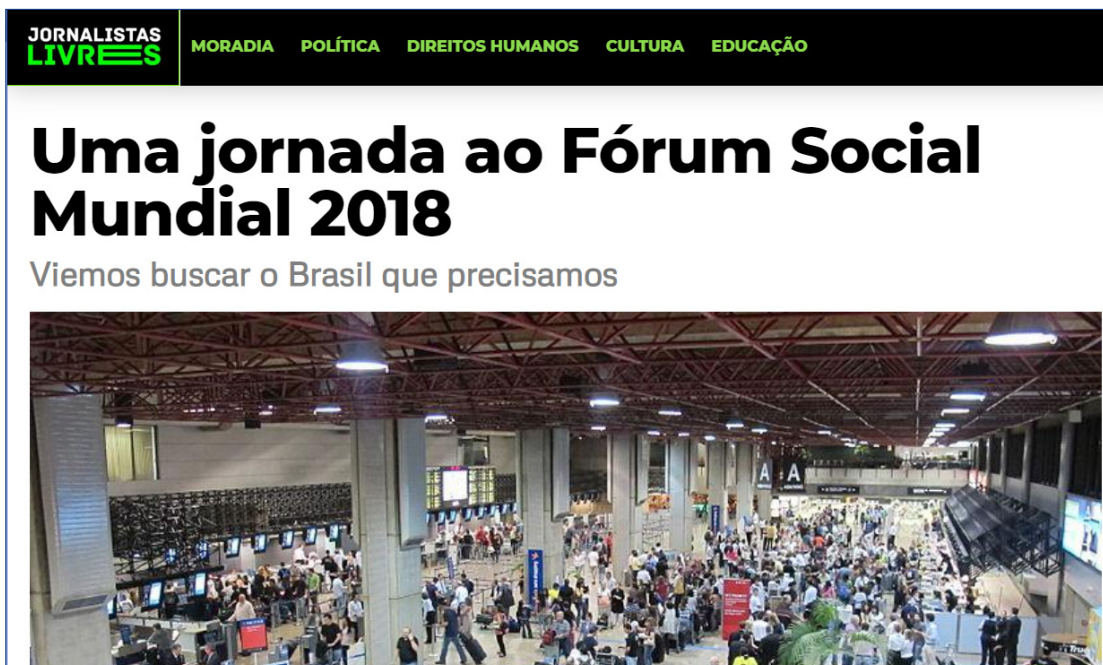 JORNALISTAS
LIVRES
MORADIA POLÍTICA DIREITOS HUMANOS CULTURA EDUCAÇÃO
Uma jornada ao Fórum Social
Mundial 2018
Viemos buscar o Brasil que precisamos
A A